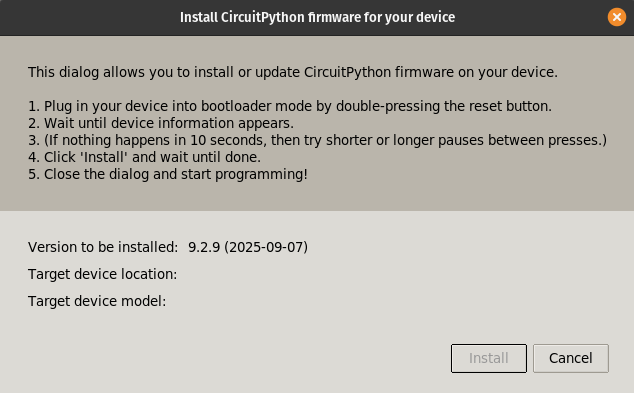 Install CircuitPython firmware for your device
This dialog allows you to install or update CircuitPython firmware on your device.
1. Plug in your device into bootloader mode by double-pressing the reset button.
2. Wait until device information appears.
3. (If nothing happens in 10 seconds, then try shorter or longer pauses between presses.)
4. Click 'Install' and wait until done.
5. Close the dialog and start programming!
Version to be installed: 9.2.9 (2025-09-07)
Target device location:
Target device model:
Install Cancel